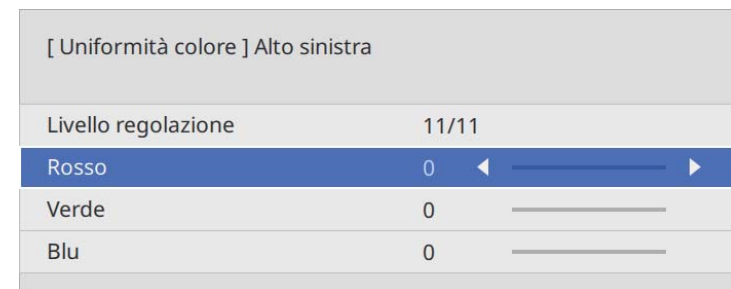 [ Uniformità colore ] Alto sinistra
Livello regolazione 11/11
Rosso 0
Verde 0
Blu 0